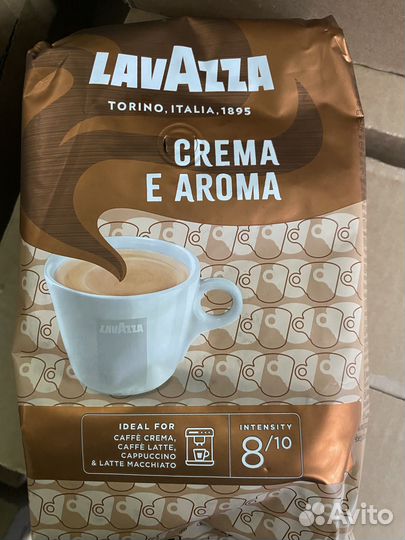 LAVAZZA
TORINO, ITALIA, 1895
CREMA
E AROMA
LAVAZZA
IDEAL FOR
CAFFÈ CREMA,
CAFFÈ LATTE,
CAPPUCCINO
& LATTE MACCHIATO
INTENSITY
8/10
Avito